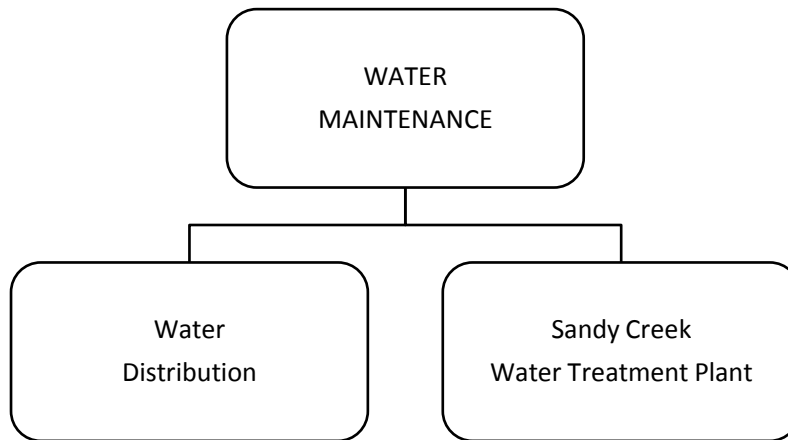 WATER
MAINTENANCE
Water
Distribution
Sandy Creek
Water Treatment Plant